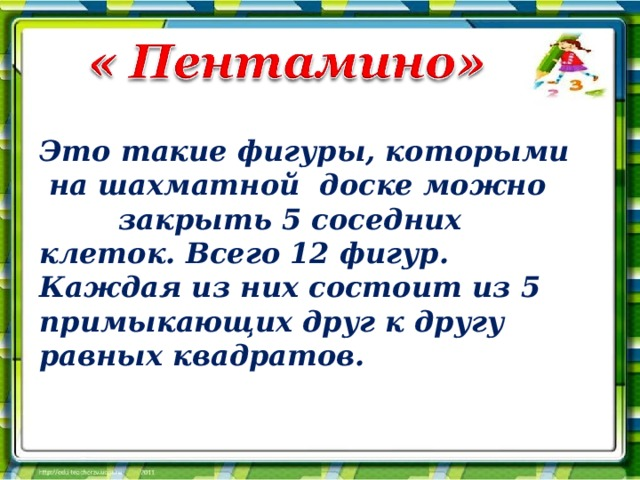 « Пентамино»
Это такие фигуры, которыми
на шахматной доске можно
закрыть 5 соседних
клеток. Всего 12 фигур.
Каждая из них состоит из 5
примыкающих друг к другу
равных квадратов.
2011